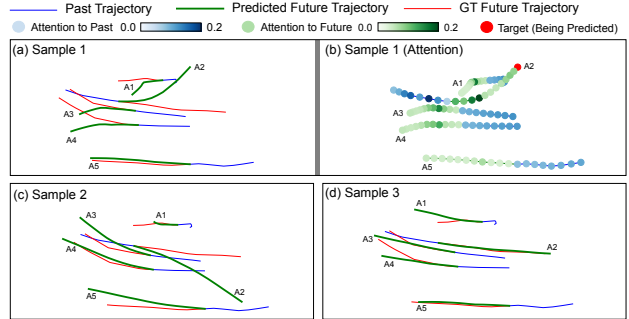 Past Trajectory Predicted Future Trajectory GT Future Trajectory
Attention to Past 0.0 0.2 Attention to Future 0.0 0.2 Target (Being Predicted)
(a) Sample 1
A1
A2
A3
A4
A5
(b) Sample 1 (Attention)
A2
A1
A3
A4
A5
(c) Sample 2
A3
A1
A4
A5
A2
(d) Sample 3
A1
A3
A2
A4
A5